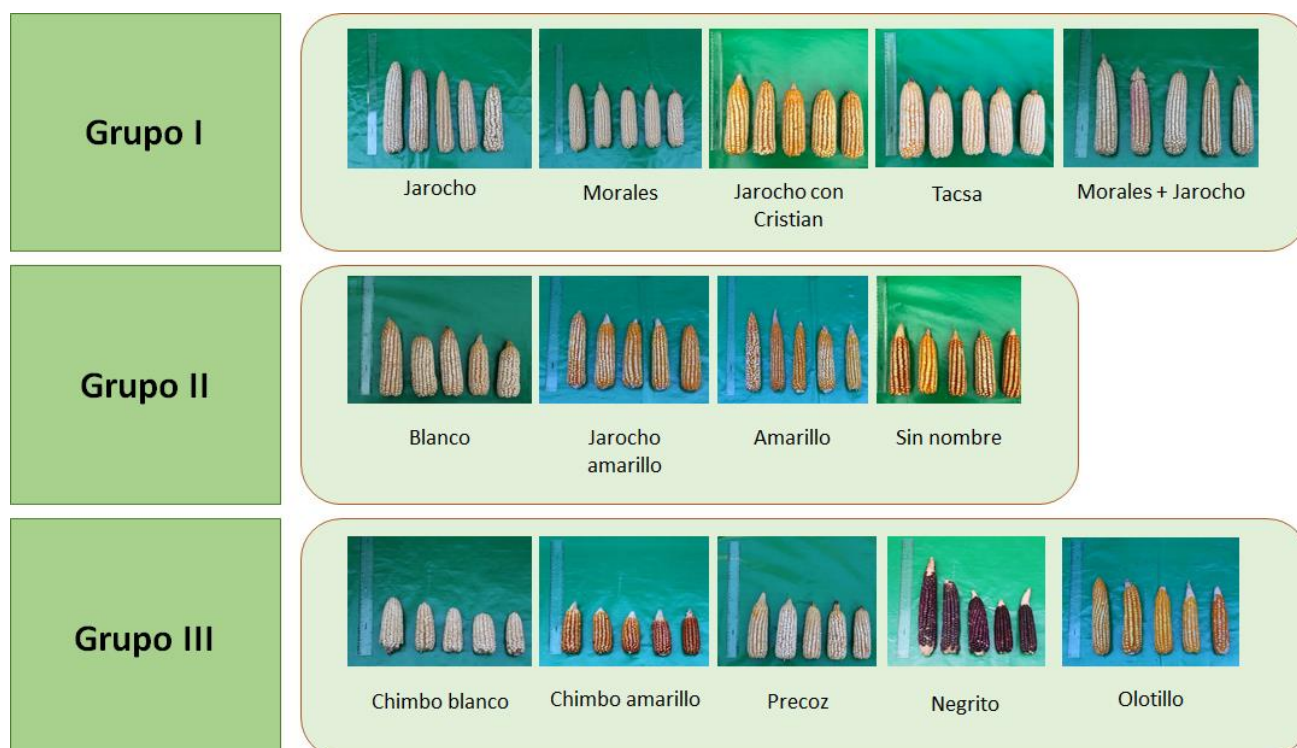 Grupo I
Jarocho
Morales
Jarocho con
Cristian
Tacsa
Morales + Jarocho
Grupo II
Blanco
Jarocho
amarillo
Amarillo
Sin nombre
Grupo III
Chimbo blanco
Chimbo amarillo
Precoz
Negrito
Olotillo